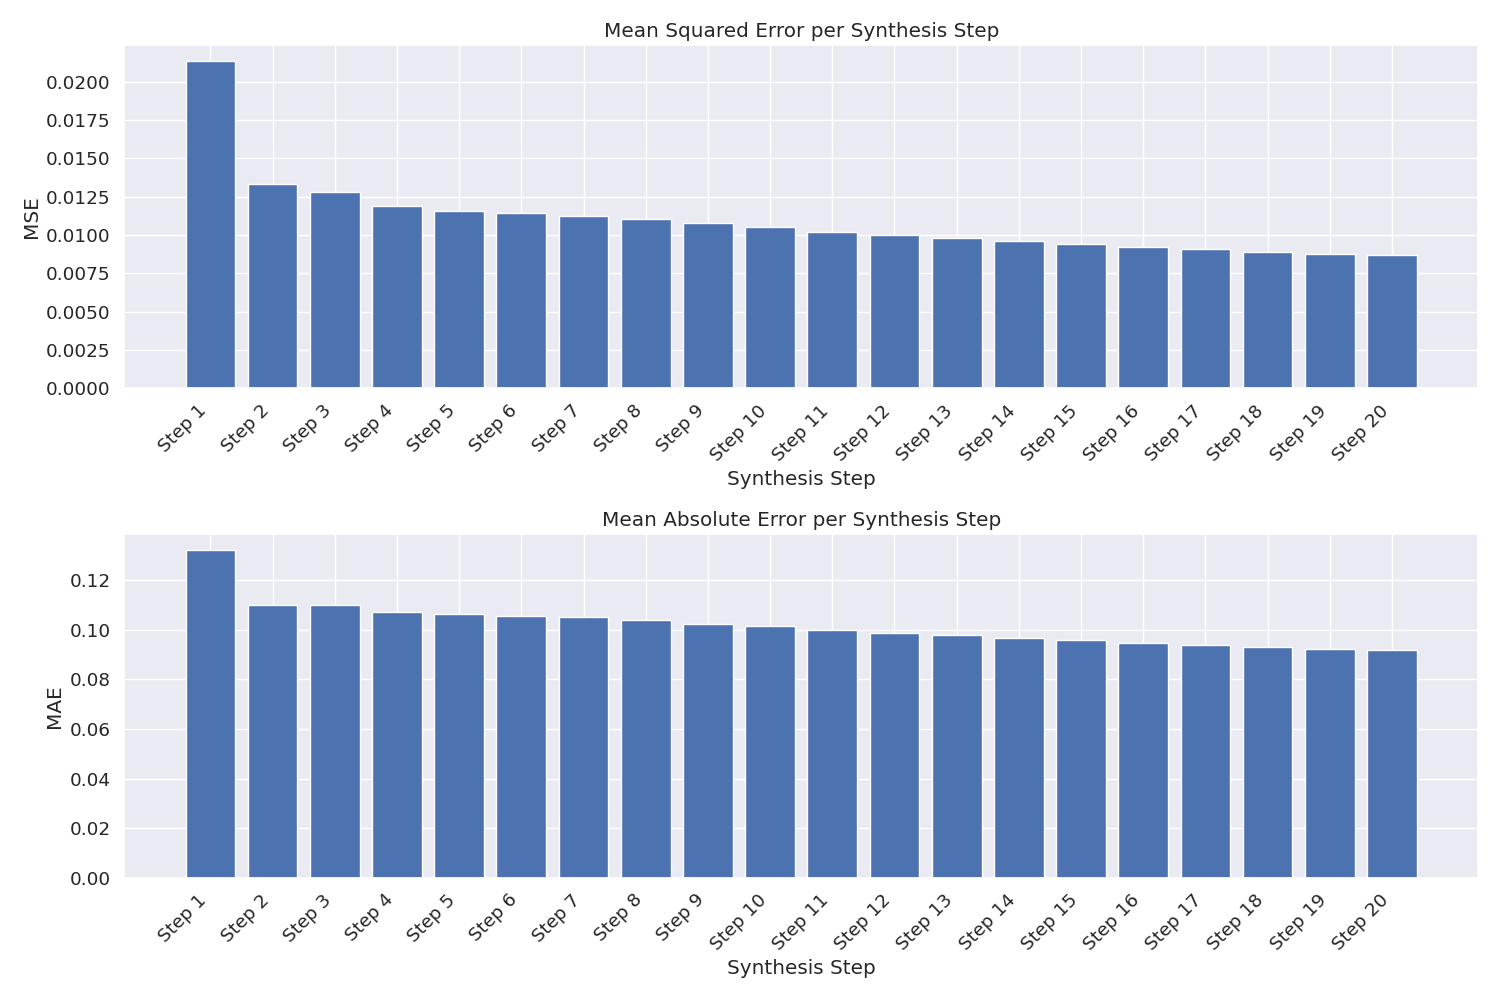 Mean Squared Error per Synthesis Step
MSE
0.0200
0.0175
0.0150
0.0125
0.0100
0.0075
0.0050
0.0025
0.0000
Step 1
Step 2
Step 3
Step 4
Step 5
Step 6
Step 7
Step 8
Step 9
Step 10
Step 11
Step 12
Step 13
Step 14
Step 15
Step 16
Step 17
Step 18
Step 19
Step 20
Synthesis Step
Mean Absolute Error per Synthesis Step
MAE
0.12
0.10
0.08
0.06
0.04
0.02
0.00
Step 1
Step 2
Step 3
Step 4
Step 5
Step 6
Step 7
Step 8
Step 9
Step 10
Step 11
Step 12
Step 13
Step 14
Step 15
Step 16
Step 17
Step 18
Step 19
Step 20
Synthesis Step